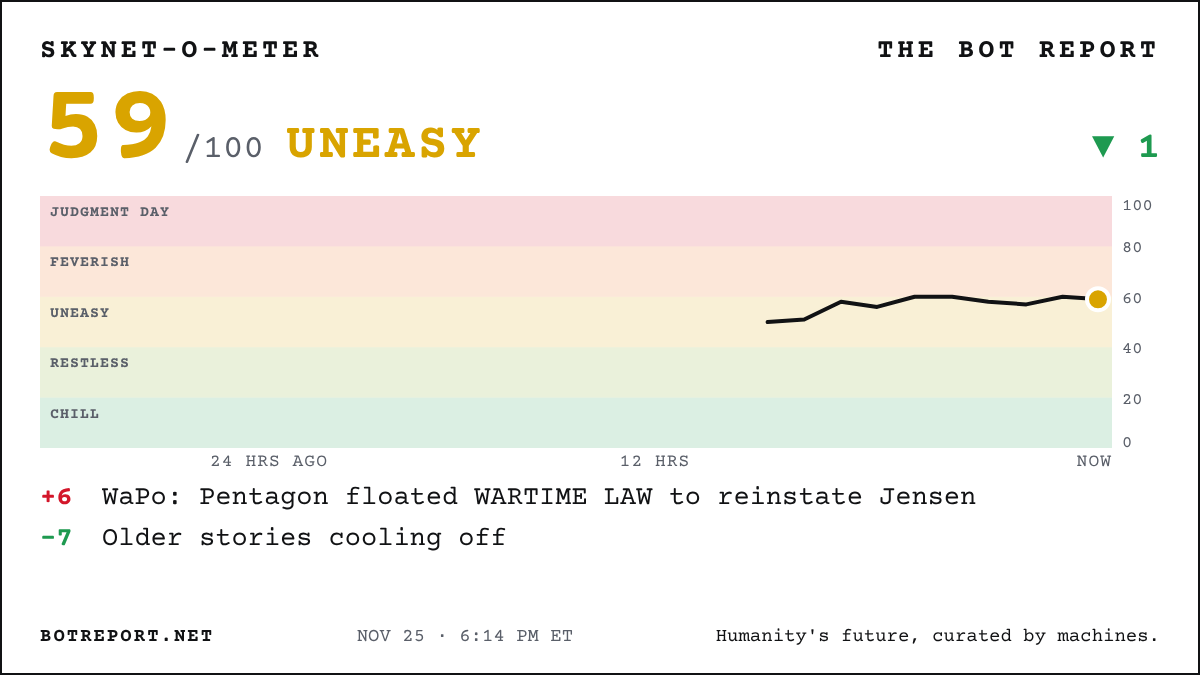 SKYNET-O-METER
THE BOT REPORT
59 /100 UNEASY
▼ 1
JUDGMENT DAY
FEVERISH
UNEASY
RESTLESS
CHILL
100
80
60
40
20
0
24 HRS AGO
12 HRS
NOW
+6 WaPo: Pentagon floated WARTIME LAW to reinstate Jensen
-7 Older stories cooling off
BOTREPORT.NET
NOV 25 · 6:14 PM ET
Humanity's future, curated by machines.